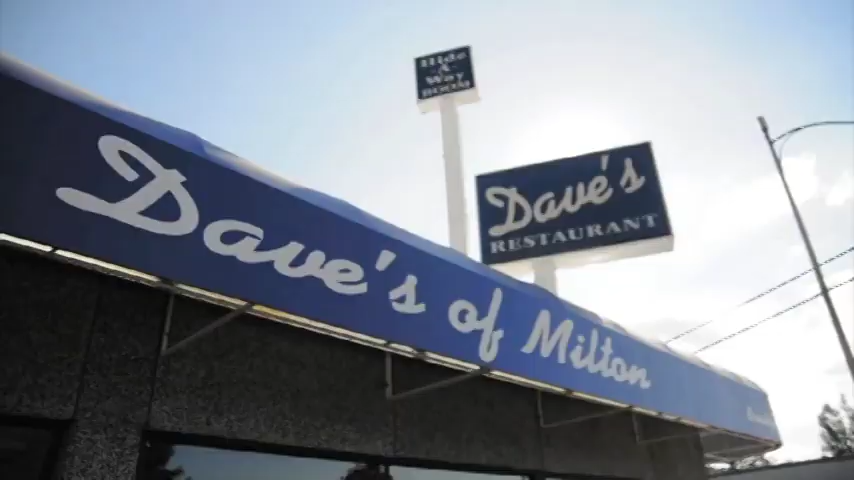 Hide
-A-
Way
ROOM
Dave's
RESTAURANT
Dave's of Milton